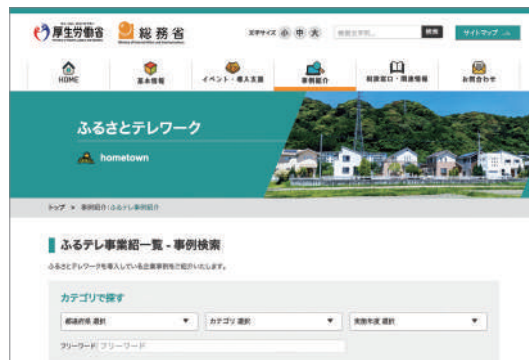 厚生労働省
総務省
文字サイズ 小 中 大
検索
サイトマップ
HOME
基本情報
イベント・導入支援
事例紹介
相談窓口・関連情報
お問合わせ
ふるさとテレワーク
hometown
トップ > 事例紹介:ふるテレ事例紹介
ふるテレ事業紹一覧 - 事例検索
ふるさとテレワークを導入している企業事例をご紹介いたします。
カテゴリで探す
都道府県 選択
カテゴリ 選択
実施年度 選択
フリーワード フリーワード